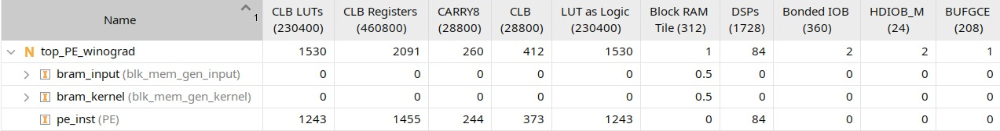 Name 1 CLB LUTs (230400) CLB Registers (460800) CARRY8 (28800) CLB (28800) LUT as Logic (230400) Block RAM Tile (312) DSPs (1728) Bonded IOB (360) HDIOB_M (24) BUFGCE (208)
N top_PE_winograd 1530 2091 260 412 1530 1 84 2 2 1
I bram_input (blk_mem_gen_input) 0 0 0 0 0 0.5 0 0 0 0
I bram_kernel (blk_mem_gen_kernel) 0 0 0 0 0 0.5 0 0 0 0
I pe_inst (PE) 1243 1455 244 373 1243 0 84 0 0 0